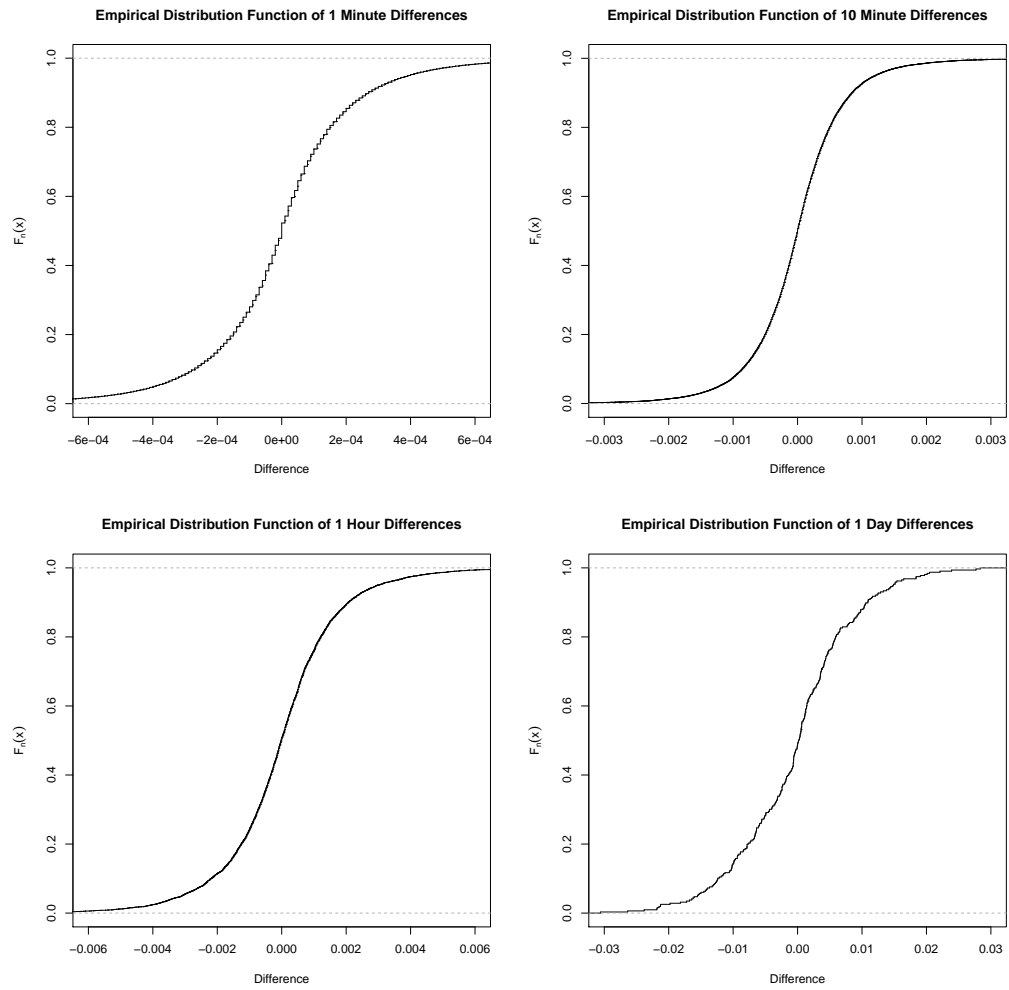 Empirical Distribution Function of 1 Minute Differences
F_n(x)
0.0 0.2 0.4 0.6 0.8 1.0
−6e−04 −4e−04 −2e−04 0e+00 2e−04 4e−04 6e−04
Difference
Empirical Distribution Function of 10 Minute Differences
F_n(x)
0.0 0.2 0.4 0.6 0.8 1.0
−0.003 −0.002 −0.001 0.000 0.001 0.002 0.003
Difference
Empirical Distribution Function of 1 Hour Differences
F_n(x)
0.0 0.2 0.4 0.6 0.8 1.0
−0.006 −0.004 −0.002 0.000 0.002 0.004 0.006
Difference
Empirical Distribution Function of 1 Day Differences
F_n(x)
0.0 0.2 0.4 0.6 0.8 1.0
−0.03 −0.02 −0.01 0.00 0.01 0.02 0.03
Difference